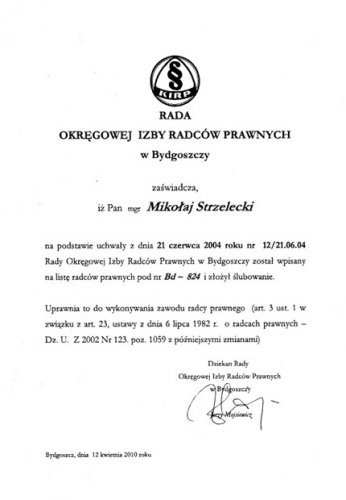 §
KIRP
RADA
OKRĘGOWEJ IZBY RADCÓW PRAWNYCH
w Bydgoszczy
zaświadcza,
iż Pan mgr Mikołaj Strzelecki
na podstawie uchwały z dnia 21 czerwca 2004 roku nr 12/21.06.04
Rady Okręgowej Izby Radców Prawnych w Bydgoszczy został wpisany
na listę radców prawnych pod nr Bd – 824 i złożył ślubowanie.
Uprawnia to do wykonywania zawodu radcy prawnego (art. 3 ust. 1 w
związku z art. 23, ustawy z dnia 6 lipca 1982 r. o radcach prawnych –
Dz. U. Z 2002 Nr 123. poz. 1059 z późniejszymi zmianami)
Dziekan Rady
Okręgowej Izby Radców Prawnych
w Bydgoszczy
Bydgoszcz, dnia 12 kwietnia 2010 roku